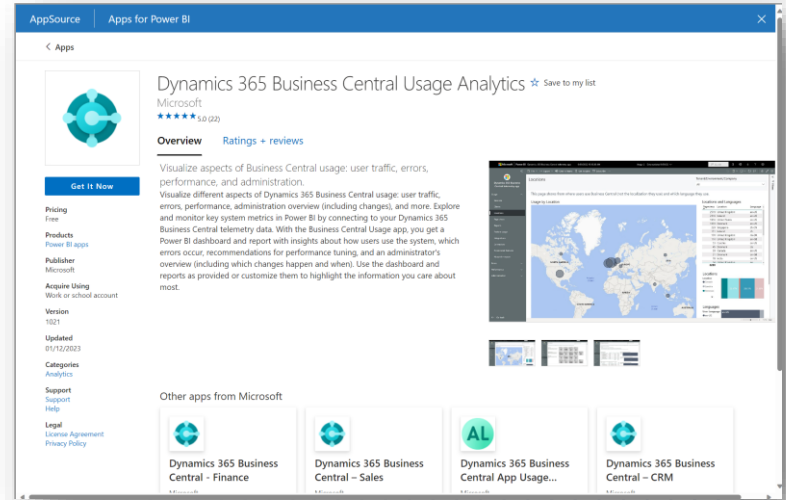 AppSource
Apps for Power BI
Apps
Dynamics 365 Business Central Usage Analytics
Save to my list
Microsoft
5.0 (22)
Overview
Ratings + reviews
Get It Now
Pricing
Free
Products
Power BI apps
Publisher
Microsoft
Acquire Using
Work or school account
Version
1021
Updated
01/12/2023
Categories
Analytics
Support
Support
Help
Legal
License Agreement
Privacy Policy
Visualize aspects of Business Central usage: user traffic, errors,
performance, and administration.
Visualize different aspects of Dynamics 365 Business Central usage: user traffic,
errors, performance, administration overview (including changes), and more. Explore
and monitor key system metrics in Power BI by connecting to your Dynamics 365
Business Central telemetry data. With the Business Central Usage app, you get a
Power BI dashboard and report with insights about how users use the system, which
errors occur, recommendations for performance tuning, and an administrator's
overview (including which changes happen and when). Use the dashboard and
reports as provided or customize them to highlight the information you care about
most.
Usage by Location
Locations and Languages
Locations
Languages
Other apps from Microsoft
Dynamics 365 Business
Central - Finance
Dynamics 365 Business
Central – Sales
AL
Dynamics 365 Business
Central App Usage...
Dynamics 365 Business
Central – CRM